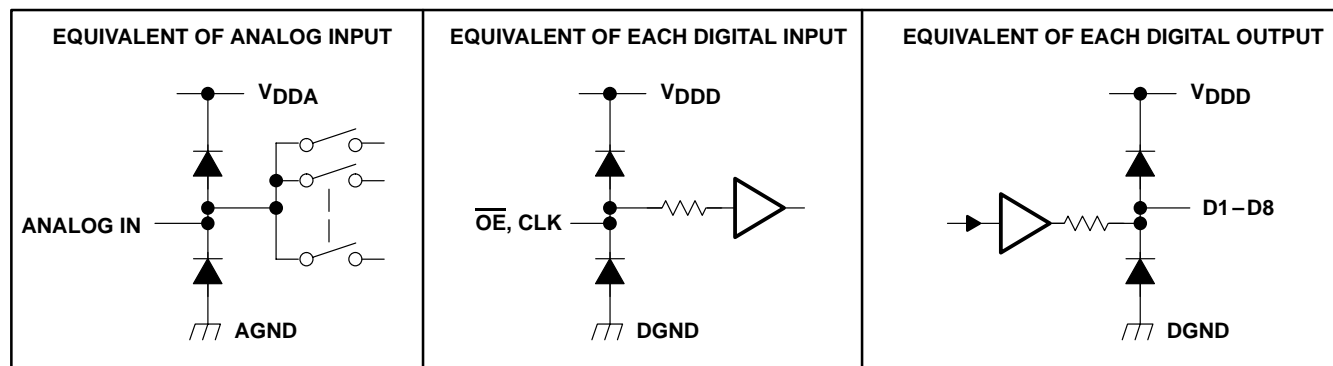 EQUIVALENT OF ANALOG INPUT
VDDA
ANALOG IN
AGND
EQUIVALENT OF EACH DIGITAL INPUT
VDDD
OE, CLK
DGND
EQUIVALENT OF EACH DIGITAL OUTPUT
VDDD
D1–D8
DGND